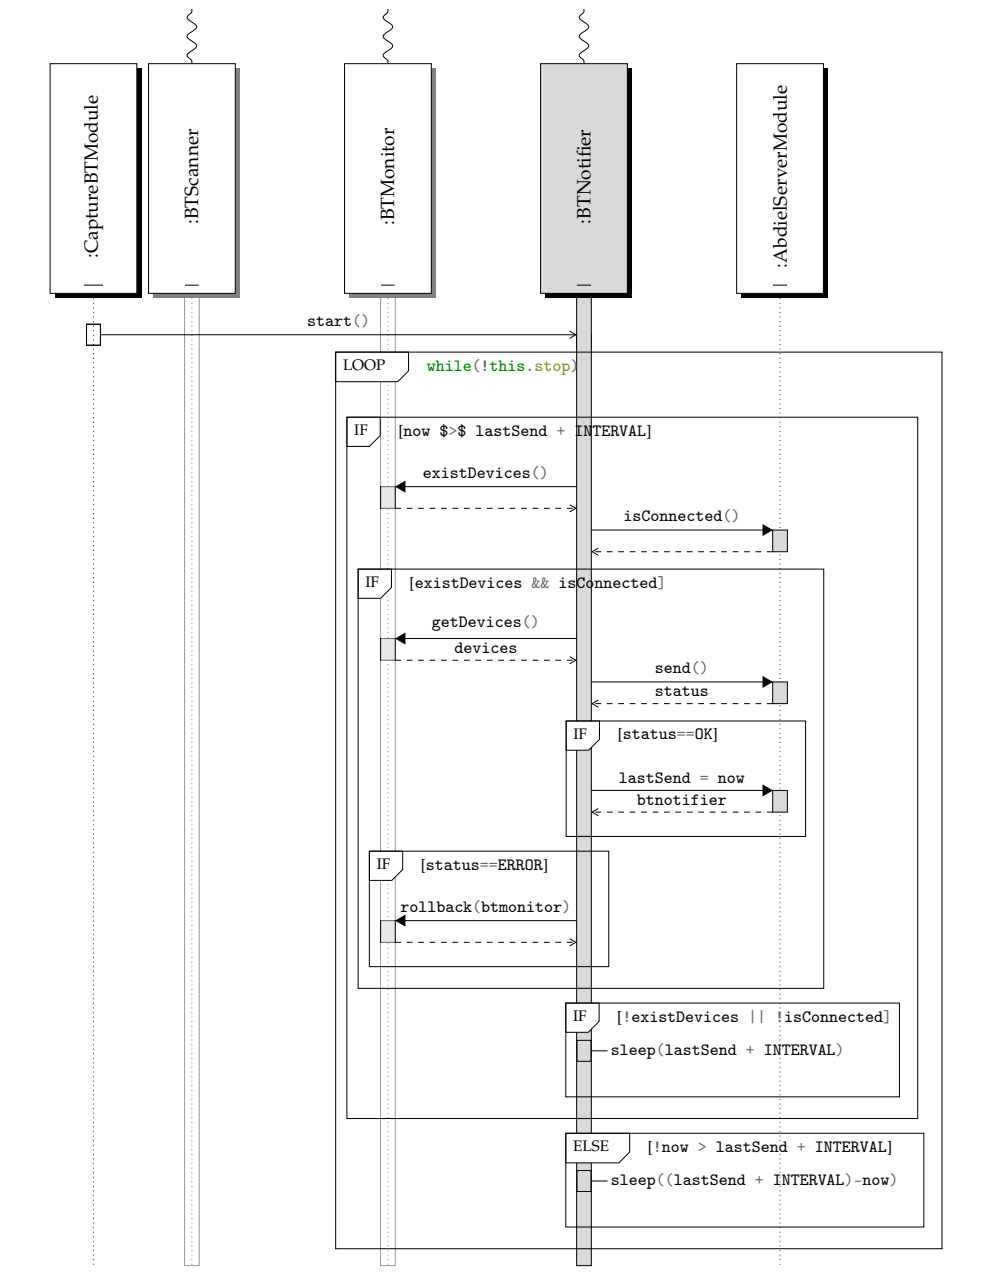 :CaptureBTModule
:BTScanner
:BTMonitor
:BTNotifier
:AbdielServerModule
start()
LOOP while(!this.stop)
IF [now $>$ lastSend + INTERVAL]
existDevices()
isConnected()
IF [existDevices && isConnected]
getDevices()
devices
send()
status
IF [status==OK]
lastSend = now
btnotifier
IF [status==ERROR]
rollback(btmonitor)
IF [!existDevices || !isConnected]
sleep(lastSend + INTERVAL)
ELSE [!now > lastSend + INTERVAL]
sleep((lastSend + INTERVAL)-now)